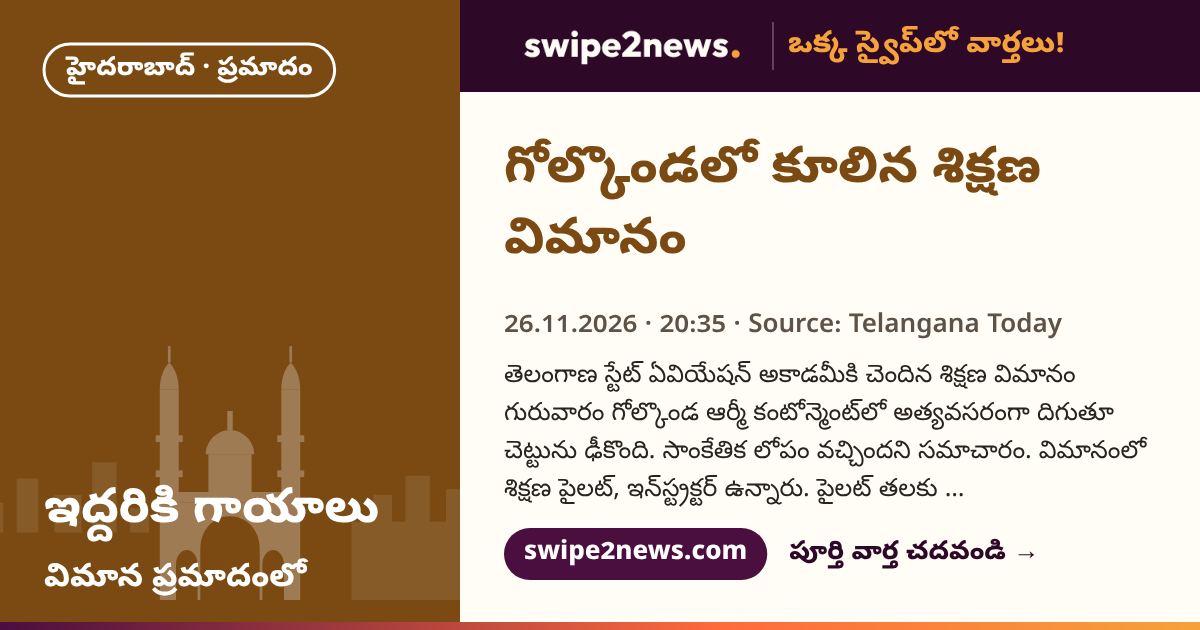 హైదరాబాద్ · ప్రమాదం
ఇద్దరికి గాయాలు
విమాన ప్రమాదంలో
swipe2news.
ఒక్క స్వైప్‌లో వార్తలు!
గోల్కొండలో కూలిన శిక్షణ
విమానం
26.11.2026 · 20:35 · Source: Telangana Today
తెలంగాణ స్టేట్ ఏవియేషన్ అకాడమీకి చెందిన శిక్షణ విమానం
గురువారం గోల్కొండ ఆర్మీ కంటోన్మెంట్‌లో అత్యవసరంగా దిగుతూ
చెట్టును ఢీకొంది. సాంకేతిక లోపం వచ్చిందని సమాచారం. విమానంలో
శిక్షణ పైలట్, ఇన్‌స్ట్రక్టర్ ఉన్నారు. పైలట్ తలకు ...
swipe2news.com
పూర్తి వార్త చదవండి →